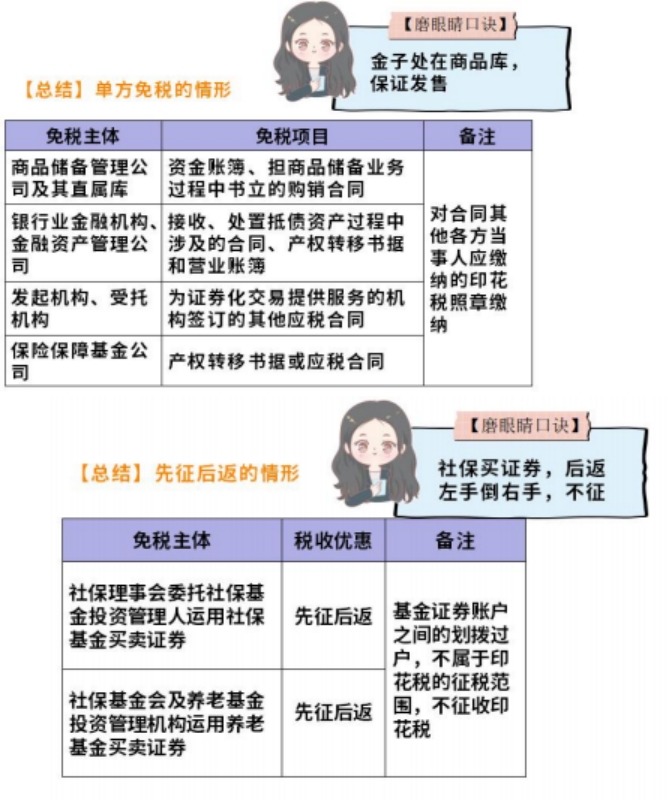 【磨眼睛口诀】
金子处在商品库，
保证发售
【总结】单方免税的情形
免税主体
免税项目
备注
商品储备管理公
司及其直属库
资金账簿、担商品储备业务
过程中书立的购销合同
银行业金融机构、
金融资产管理公
司
接收、处置抵债资产过程中
涉及的合同、产权转移书据
和营业账簿
发起机构、受托
机构
为证券化交易提供服务的机
构签订的其他应税合同
保险保障基金公
司
产权转移书据或应税合同
对合同其
他各方当
事人应缴
纳的印花
税照章缴
纳
【磨眼睛口诀】
社保买证券，后返
左手倒右手，不征
【总结】先征后返的情形
免税主体
税收优惠
备注
社保理事会委托社保基
金投资管理人运用社保
基金买卖证券
先征后返
社保基金会及养老基金
投资管理机构运用养老
基金买卖证券
先征后返
基金证券账户
之间的划拨过
户，不属于印
花税的征税范
围，不征收印
花税